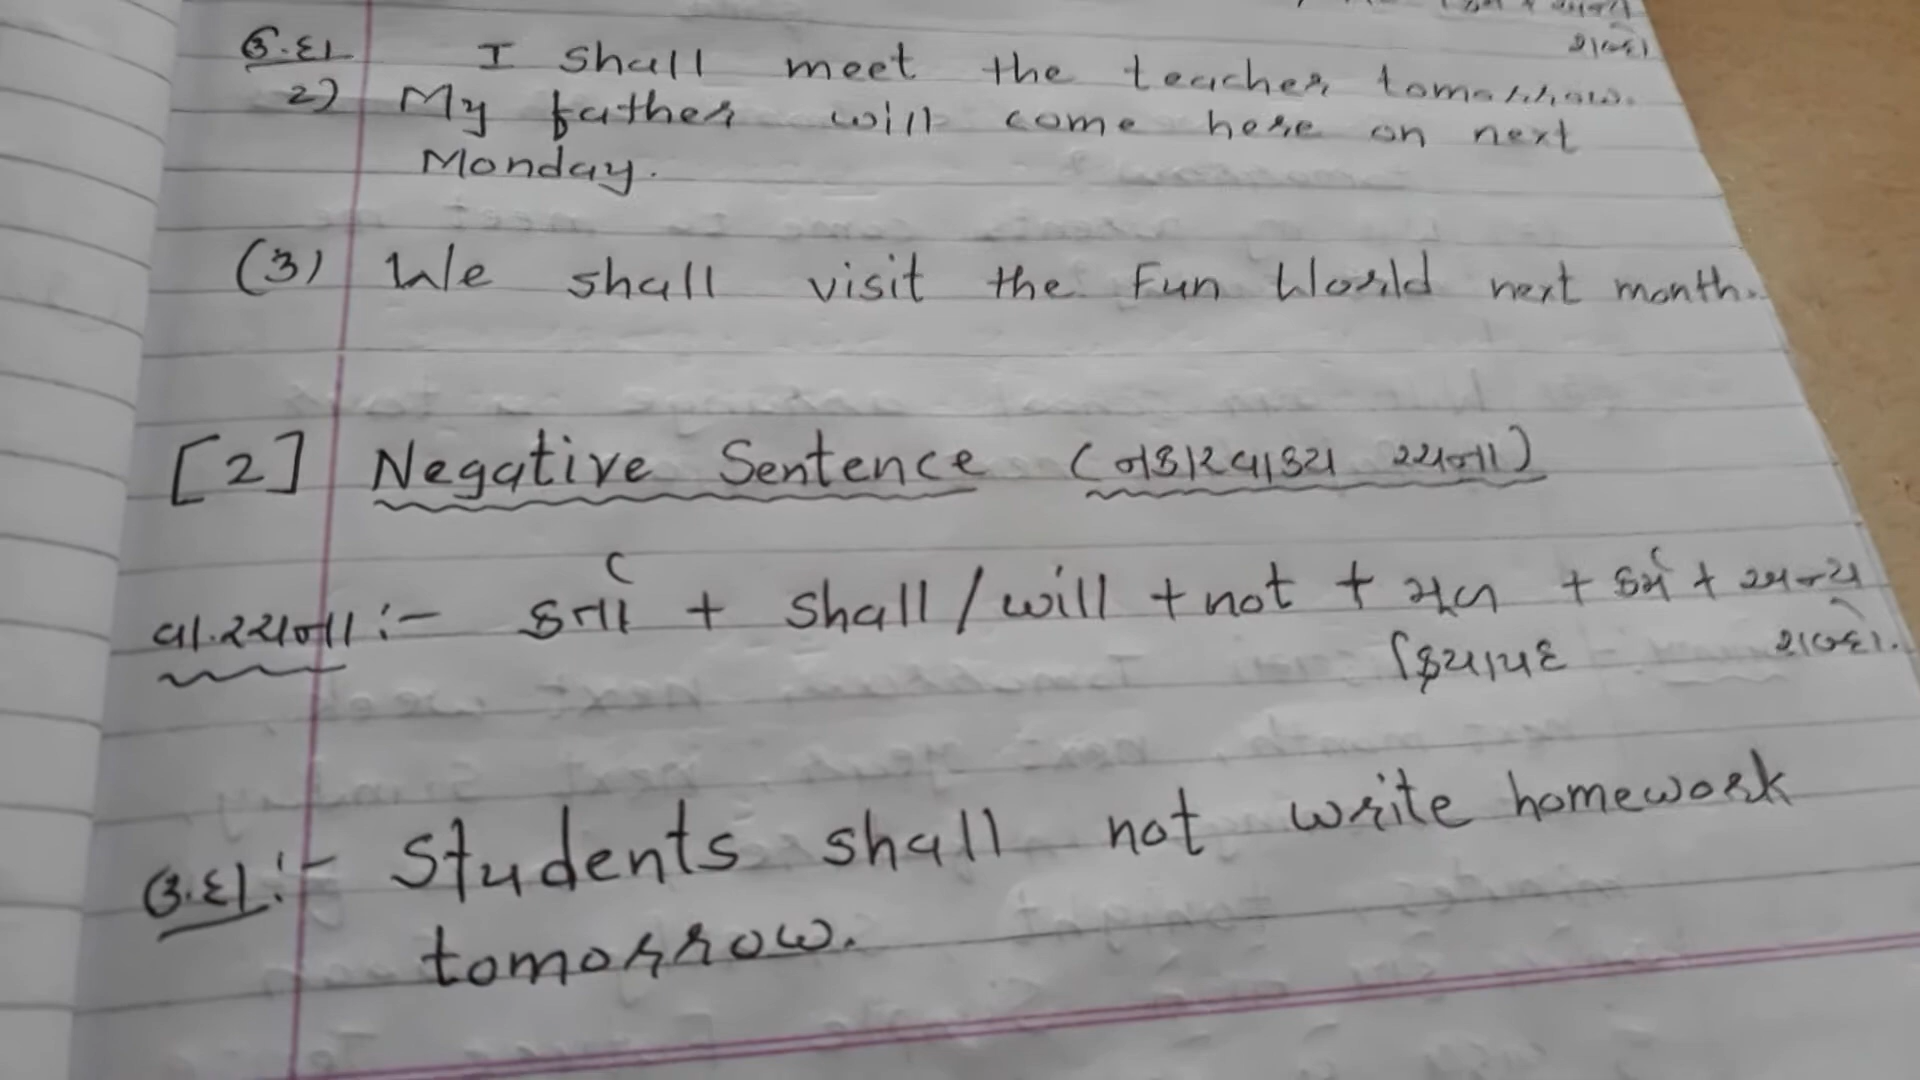 શબ્દો
ઉ.દા. I shall meet the teacher tomorrow.
2) My father will come here on next
Monday.
(3) We shall visit the Fun World next month.
[2] Negative Sentence (નકારવાક્ય રચના)
વા.રચના :- કર્તા + shall / will + not + મૂળ + કર્મ + અન્ય
ક્રિયાપદ શબ્દો.
ઉ.દા. :- Students shall not write homework
tomorrow.